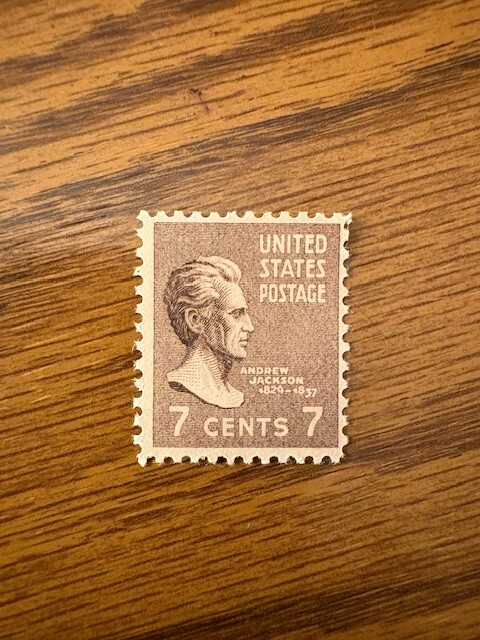 UNITED
STATES
POSTAGE
ANDREW
JACKSON
1829-1837
7 CENTS 7